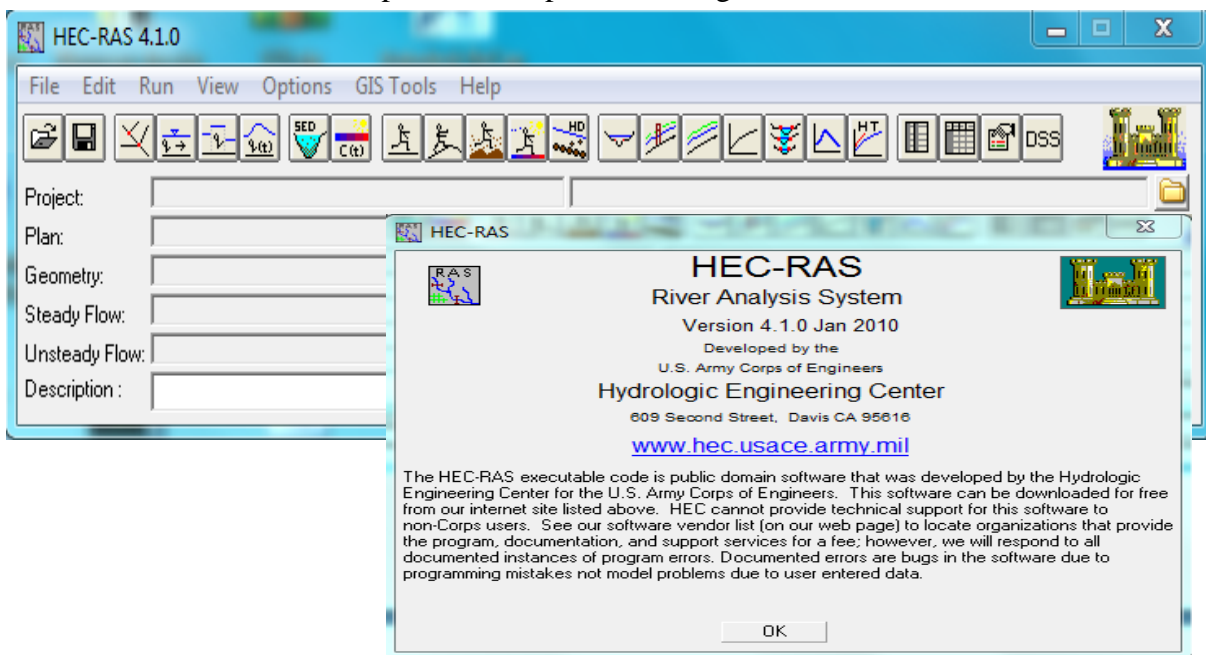 HEC-RAS 4.1.0
File Edit Run View Options GIS Tools Help
SED C(t) HD HT DSS
Project:
Plan:
Geometry:
Steady Flow:
Unsteady Flow:
Description :
HEC-RAS
RAS
HEC-RAS
River Analysis System
Version 4.1.0 Jan 2010
Developed by the
U.S. Army Corps of Engineers
Hydrologic Engineering Center
609 Second Street, Davis CA 95616
www.hec.usace.army.mil
The HEC-RAS executable code is public domain software that was developed by the Hydrologic
Engineering Center for the U.S. Army Corps of Engineers. This software can be downloaded for free
from our internet site listed above. HEC cannot provide technical support for this software to
non-Corps users. See our software vendor list (on our web page) to locate organizations that provide
the program, documentation, and support services for a fee; however, we will respond to all
documented instances of program errors. Documented errors are bugs in the software due to
programming mistakes not model problems due to user entered data.
OK